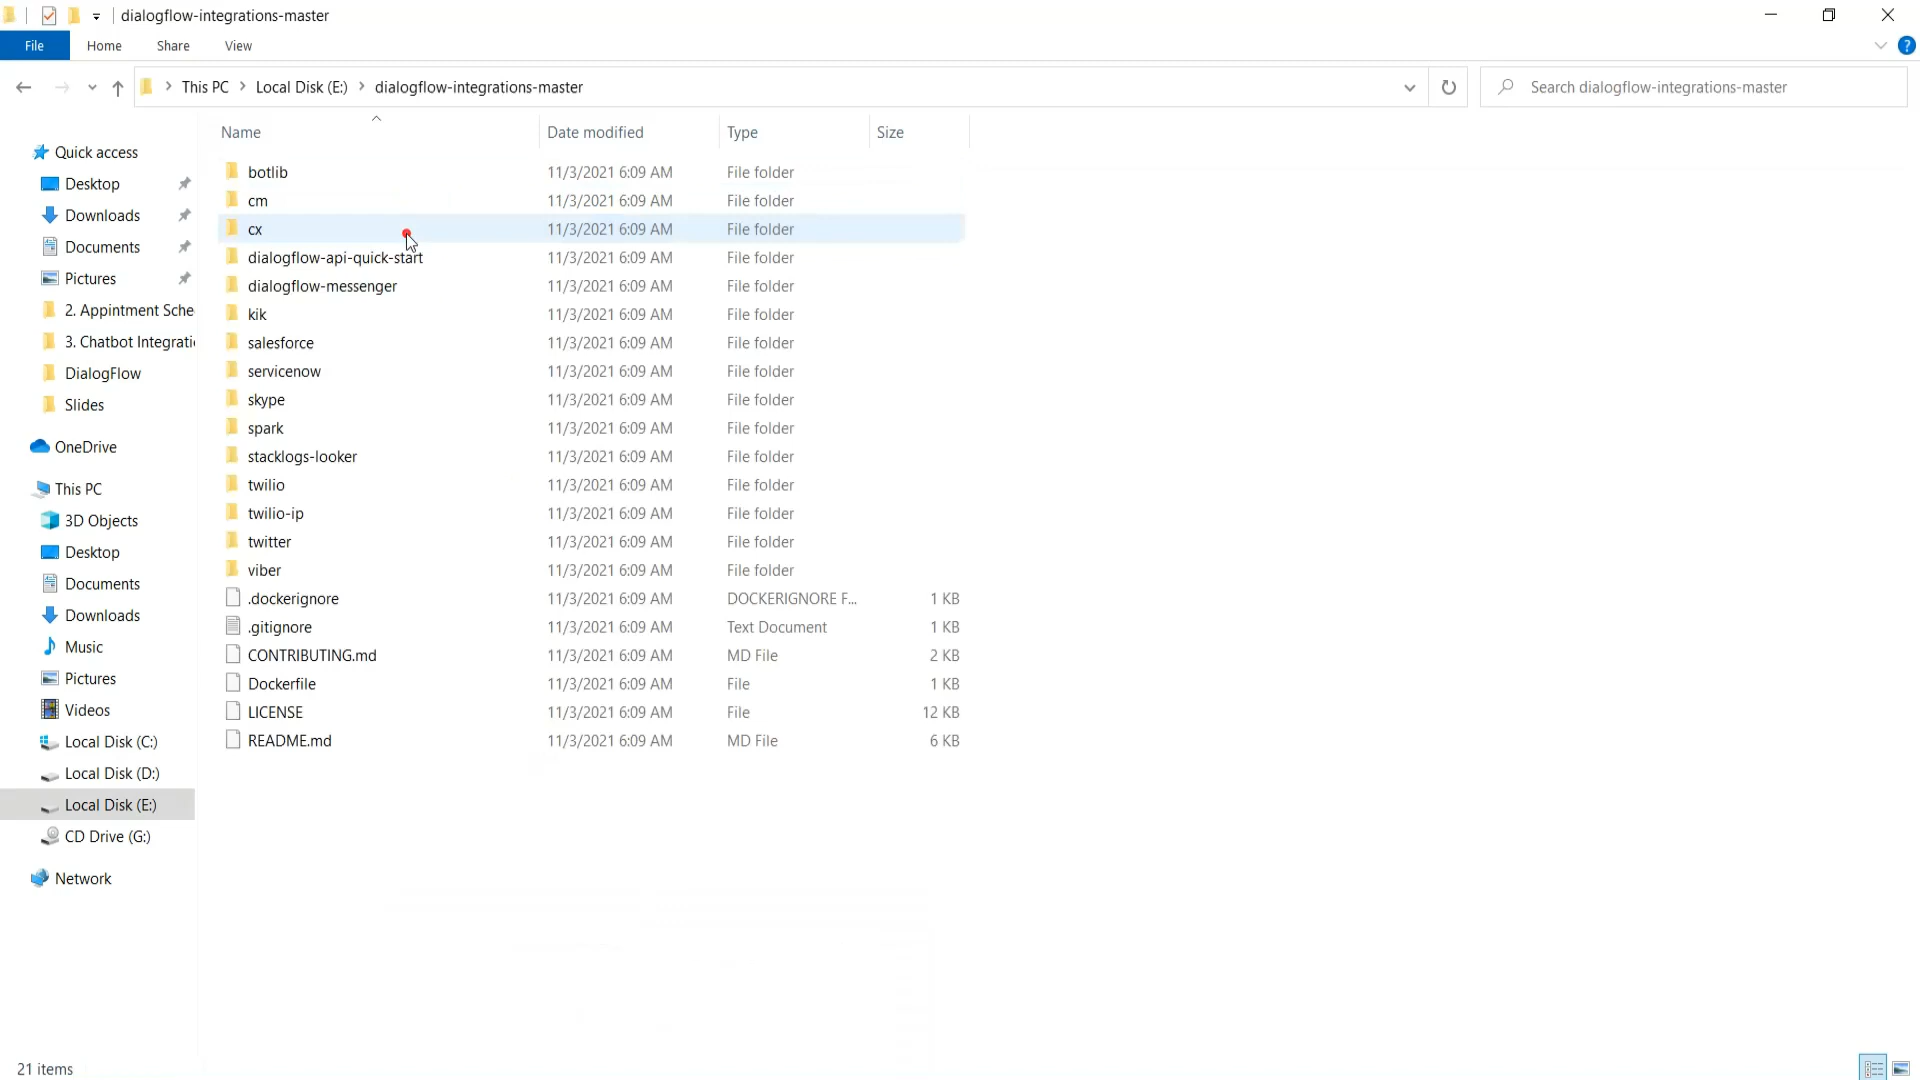 dialogflow-integrations-master
File Home Share View
This PC Local Disk (E:) dialogflow-integrations-master
Search dialogflow-integrations-master
Name Date modified Type Size
Quick access
Desktop
Downloads
Documents
Pictures
2. Appintment Sche
3. Chatbot Integratio
DialogFlow
Slides
OneDrive
This PC
3D Objects
Desktop
Documents
Downloads
Music
Pictures
Videos
Local Disk (C:)
Local Disk (D:)
Local Disk (E:)
CD Drive (G:)
Network
botlib 11/3/2021 6:09 AM File folder
cm 11/3/2021 6:09 AM File folder
cx 11/3/2021 6:09 AM File folder
dialogflow-api-quick-start 11/3/2021 6:09 AM File folder
dialogflow-messenger 11/3/2021 6:09 AM File folder
kik 11/3/2021 6:09 AM File folder
salesforce 11/3/2021 6:09 AM File folder
servicenow 11/3/2021 6:09 AM File folder
skype 11/3/2021 6:09 AM File folder
spark 11/3/2021 6:09 AM File folder
stacklogs-looker 11/3/2021 6:09 AM File folder
twilio 11/3/2021 6:09 AM File folder
twilio-ip 11/3/2021 6:09 AM File folder
twitter 11/3/2021 6:09 AM File folder
viber 11/3/2021 6:09 AM File folder
.dockerignore 11/3/2021 6:09 AM DOCKERIGNORE F... 1 KB
.gitignore 11/3/2021 6:09 AM Text Document 1 KB
CONTRIBUTING.md 11/3/2021 6:09 AM MD File 2 KB
Dockerfile 11/3/2021 6:09 AM File 1 KB
LICENSE 11/3/2021 6:09 AM File 12 KB
README.md 11/3/2021 6:09 AM MD File 6 KB
21 items